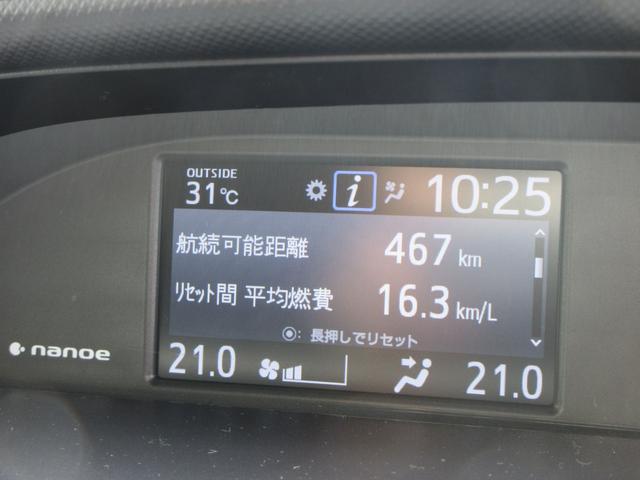 OUTSIDE
31℃ i 10:25
航続可能距離 467 km
リセット間 平均燃費 16.3 km/L
◉: 長押しでリセット
nanoe
21.0 21.0